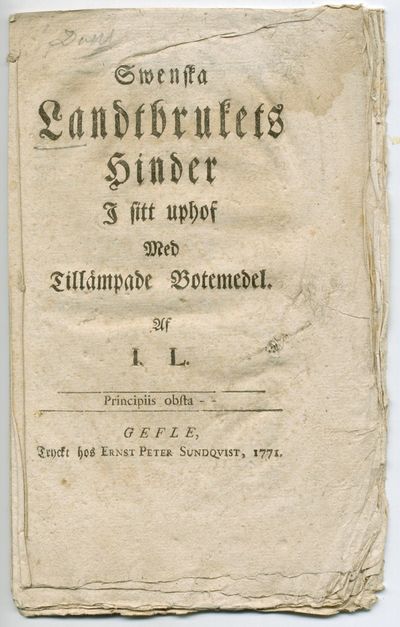 Swenska
Landtbrukets
Hinder
I sitt uphof
Med
Tillämpade Botemedel.
Af
I. L.
Principiis obsta - -
GEFLE,
Tryckt hos ERNST PETER SUNDQVIST, 1771.